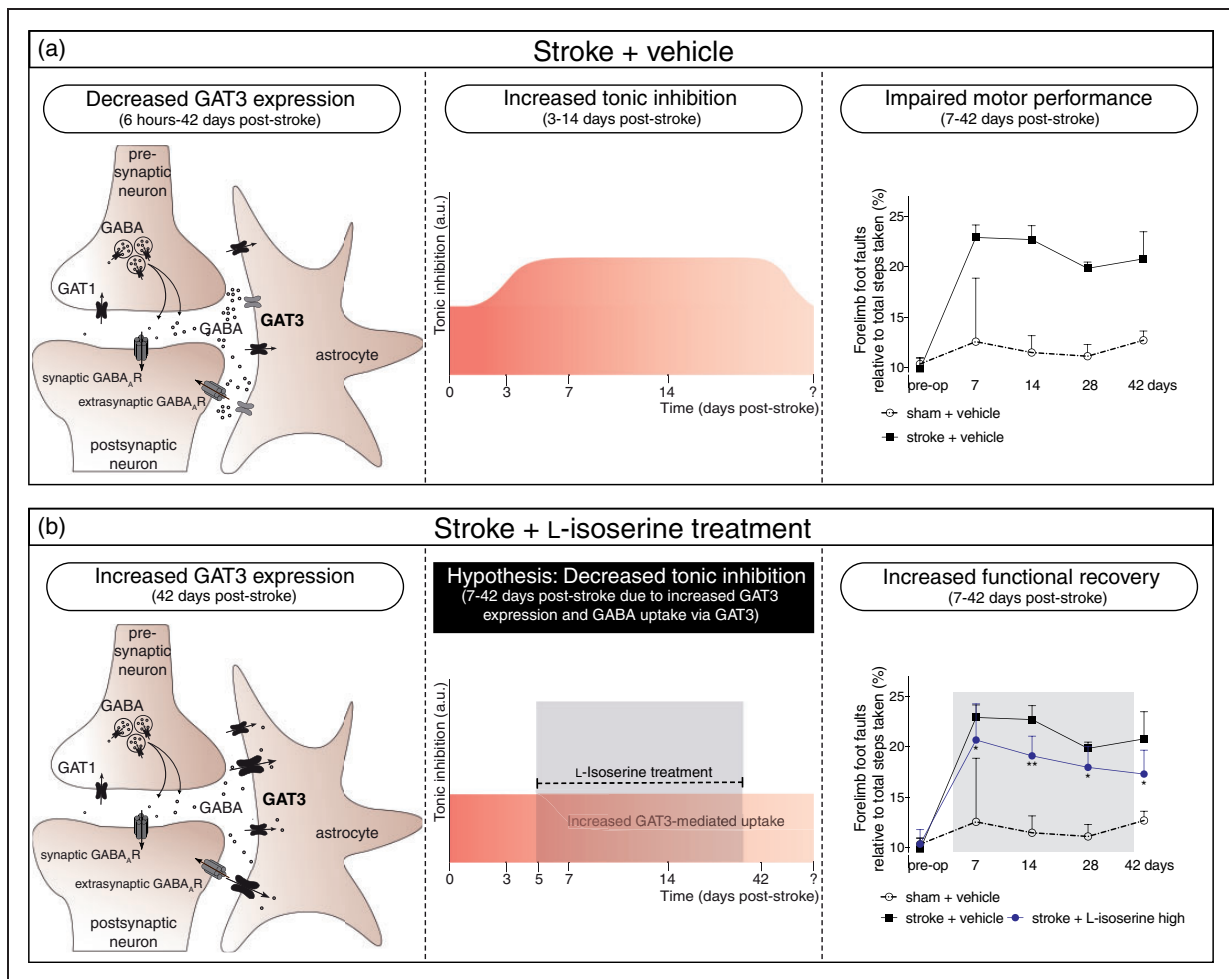 (a)
Stroke + vehicle
Decreased GAT3 expression
(6 hours-42 days post-stroke)
pre-
synaptic
neuron
GABA
GAT1
GABA
GAT3
astrocyte
synaptic GABA_AR
extrasynaptic GABA_AR
postsynaptic
neuron
Increased tonic inhibition
(3-14 days post-stroke)
Tonic inhibition (a.u.)
0 3 7 14 ?
Time (days post-stroke)
Impaired motor performance
(7-42 days post-stroke)
Forelimb foot faults
relative to total steps taken (%)
25
20
15
10
pre-op 7 14 28 42 days
sham + vehicle
stroke + vehicle
(b)
Stroke + L-isoserine treatment
Increased GAT3 expression
(42 days post-stroke)
pre-
synaptic
neuron
GABA
GAT1
GABA
GAT3
astrocyte
synaptic GABA_AR
extrasynaptic GABA_AR
postsynaptic
neuron
Hypothesis: Decreased tonic inhibition
(7-42 days post-stroke due to increased GAT3
expression and GABA uptake via GAT3)
Tonic inhibition (a.u.)
L-Isoserine treatment
Increased GAT3-mediated uptake
0 3 5 7 14 42 ?
Time (days post-stroke)
Increased functional recovery
(7-42 days post-stroke)
Forelimb foot faults
relative to total steps taken (%)
25
20
15
10
* ** * *
pre-op 7 14 28 42 days
sham + vehicle
stroke + vehicle stroke + L-isoserine high